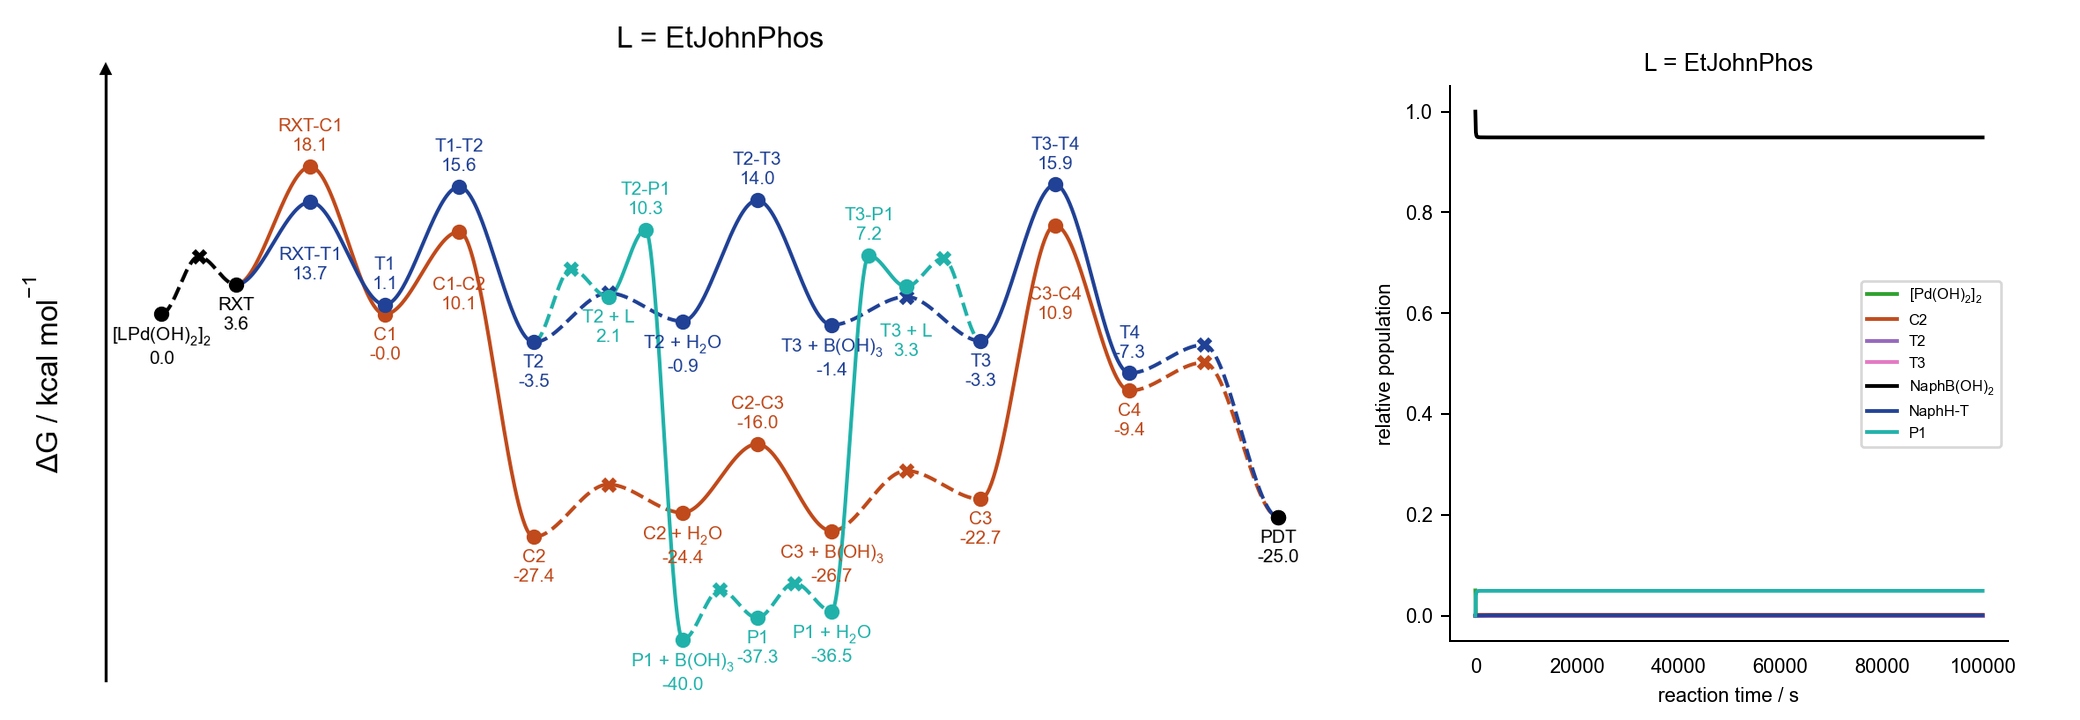 L = EtJohnPhos
ΔG / kcal mol⁻¹
[LPd(OH)₂]₂
0.0
RXT
3.6
RXT-C1
18.1
RXT-T1
13.7
T1
1.1
C1
-0.0
T1-T2
15.6
C1-C2
10.1
T2
-3.5
C2
-27.4
T2 + L
2.1
T2-P1
10.3
T2 + H₂O
-0.9
C2 + H₂O
-24.4
P1 + B(OH)₃
-40.0
T2-T3
14.0
C2-C3
-16.0
P1
-37.3
T3 + B(OH)₃
-1.4
C3 + B(OH)₃
-26.7
P1 + H₂O
-36.5
T3-P1
7.2
T3 + L
3.3
T3
-3.3
C3
-22.7
T3-T4
15.9
C3-C4
10.9
T4
-7.3
C4
-9.4
PDT
-25.0
L = EtJohnPhos
relative population
1.0
0.8
0.6
0.4
0.2
0.0
[Pd(OH)₂]₂
C2
T2
T3
NaphB(OH)₂
NaphH-T
P1
0 20000 40000 60000 80000 100000
reaction time / s